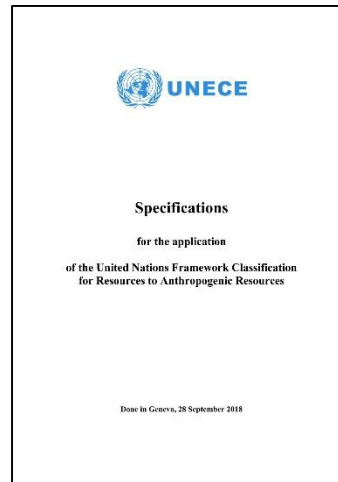 UNECE
Specifications
for the application
of the United Nations Framework Classification
for Resources to Anthropogenic Resources
Done in Geneva, 28 September 2018